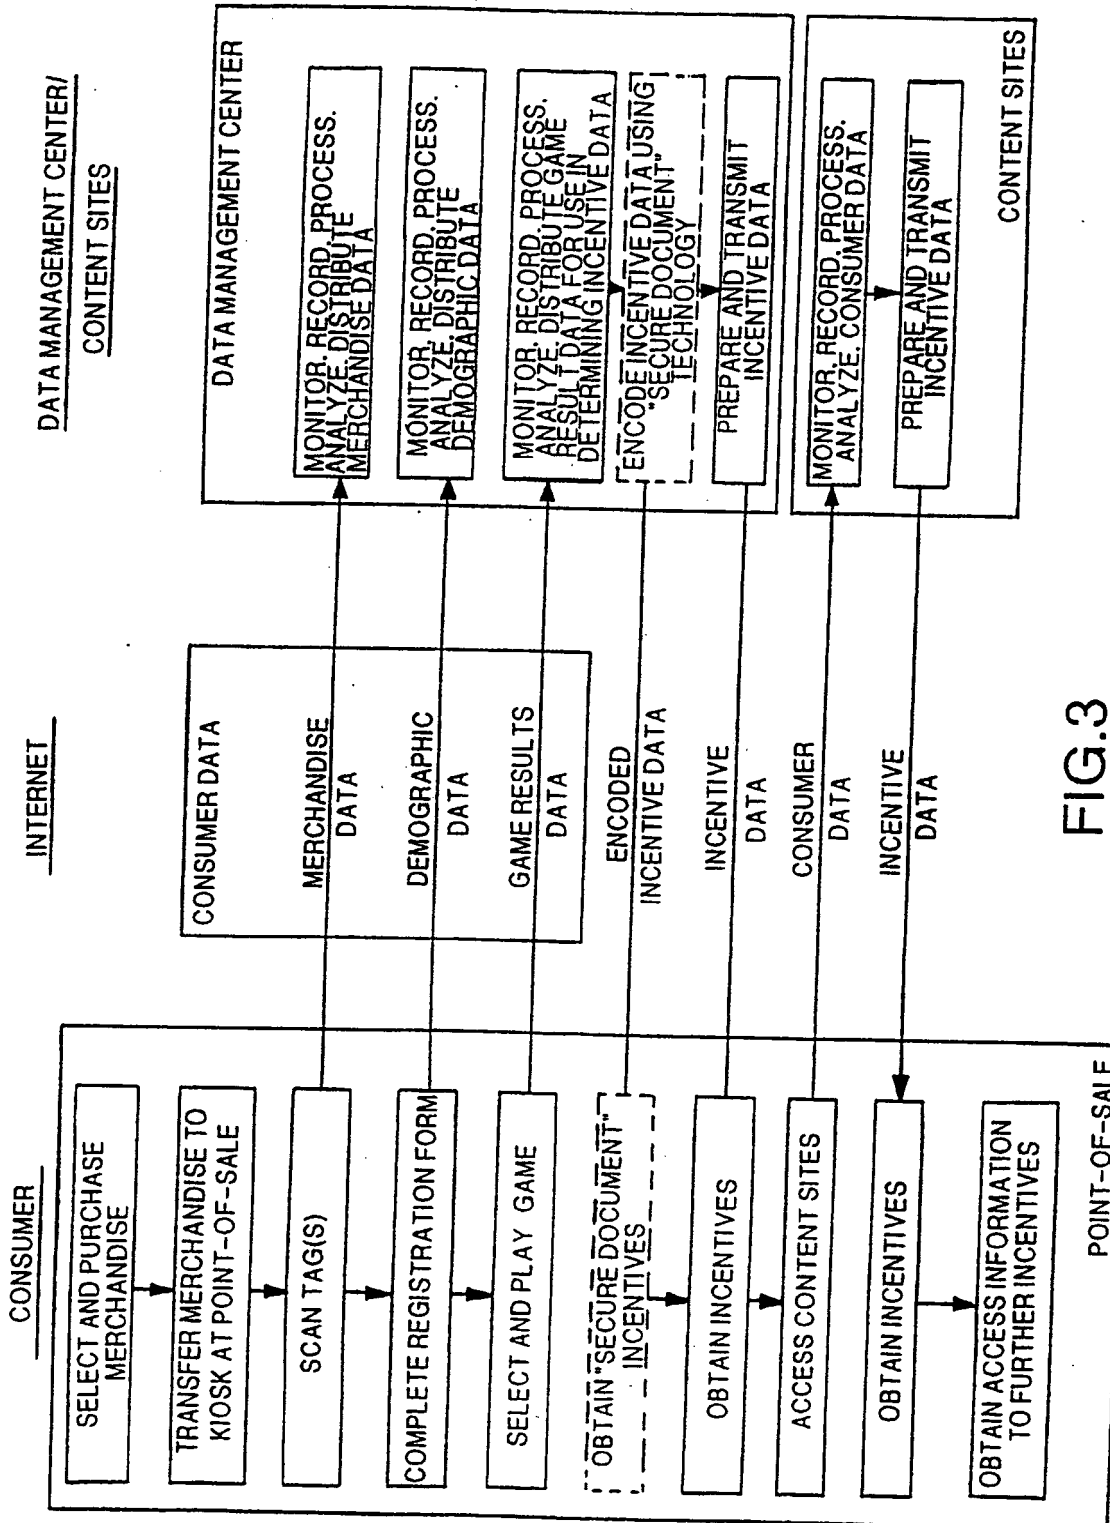 CONSUMER
SELECT AND PURCHASE
MERCHANDISE
TRANSFER MERCHANDISE TO
KIOSK AT POINT-OF-SALE
SCAN TAG(S)
COMPLETE REGISTRATION FORM
SELECT AND PLAY GAME
OBTAIN "SECURE DOCUMENT"
INCENTIVES
OBTAIN INCENTIVES
ACCESS CONTENT SITES
OBTAIN INCENTIVES
OBTAIN ACCESS INFORMATION
TO FURTHER INCENTIVES
POINT-OF-SALE
INTERNET
CONSUMER DATA
MERCHANDISE
DATA
DEMOGRAPHIC
DATA
GAME RESULTS
DATA
ENCODED
INCENTIVE DATA
INCENTIVE
DATA
CONSUMER
DATA
INCENTIVE
DATA
DATA MANAGEMENT CENTER/
CONTENT SITES
DATA MANAGEMENT CENTER
MONITOR, RECORD, PROCESS,
ANALYZE, DISTRIBUTE
MERCHANDISE DATA
MONITOR, RECORD, PROCESS,
ANALYZE, DISTRIBUTE
DEMOGRAPHIC DATA
MONITOR, RECORD, PROCESS,
ANALYZE, DISTRIBUTE GAME
RESULT DATA FOR USE IN
DETERMINING INCENTIVE DATA
ENCODE INCENTIVE DATA USING
"SECURE DOCUMENT"
TECHNOLOGY
PREPARE AND TRANSMIT
INCENTIVE DATA
MONITOR, RECORD, PROCESS,
ANALYZE, CONSUMER DATA
PREPARE AND TRANSMIT
INCENTIVE DATA
CONTENT SITES
FIG.3